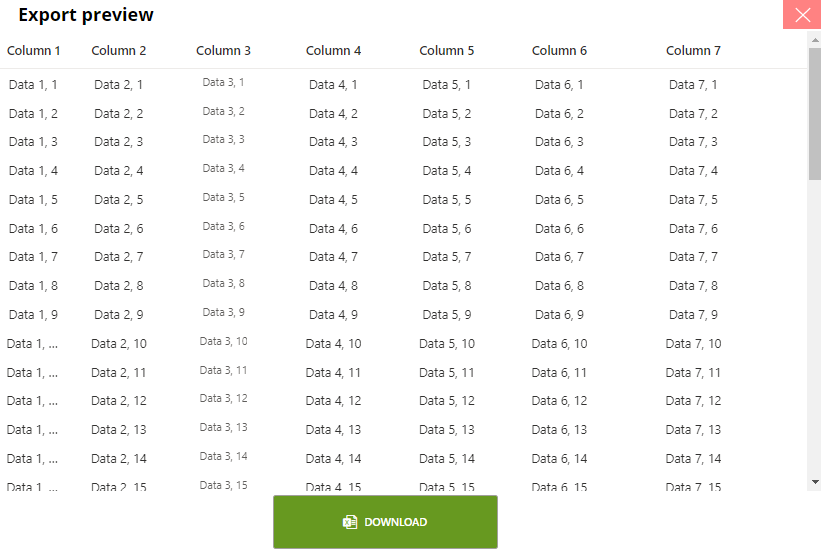 Export preview
Column 1 Column 2 Column 3 Column 4 Column 5 Column 6 Column 7
Data 1, 1 Data 2, 1 Data 3, 1 Data 4, 1 Data 5, 1 Data 6, 1 Data 7, 1
Data 1, 2 Data 2, 2 Data 3, 2 Data 4, 2 Data 5, 2 Data 6, 2 Data 7, 2
Data 1, 3 Data 2, 3 Data 3, 3 Data 4, 3 Data 5, 3 Data 6, 3 Data 7, 3
Data 1, 4 Data 2, 4 Data 3, 4 Data 4, 4 Data 5, 4 Data 6, 4 Data 7, 4
Data 1, 5 Data 2, 5 Data 3, 5 Data 4, 5 Data 5, 5 Data 6, 5 Data 7, 5
Data 1, 6 Data 2, 6 Data 3, 6 Data 4, 6 Data 5, 6 Data 6, 6 Data 7, 6
Data 1, 7 Data 2, 7 Data 3, 7 Data 4, 7 Data 5, 7 Data 6, 7 Data 7, 7
Data 1, 8 Data 2, 8 Data 3, 8 Data 4, 8 Data 5, 8 Data 6, 8 Data 7, 8
Data 1, 9 Data 2, 9 Data 3, 9 Data 4, 9 Data 5, 9 Data 6, 9 Data 7, 9
Data 1, ... Data 2, 10 Data 3, 10 Data 4, 10 Data 5, 10 Data 6, 10 Data 7, 10
Data 1, ... Data 2, 11 Data 3, 11 Data 4, 11 Data 5, 11 Data 6, 11 Data 7, 11
Data 1, ... Data 2, 12 Data 3, 12 Data 4, 12 Data 5, 12 Data 6, 12 Data 7, 12
Data 1, ... Data 2, 13 Data 3, 13 Data 4, 13 Data 5, 13 Data 6, 13 Data 7, 13
Data 1, ... Data 2, 14 Data 3, 14 Data 4, 14 Data 5, 14 Data 6, 14 Data 7, 14
Data 1, ... Data 2, 15 Data 3, 15 Data 4, 15 Data 5, 15 Data 6, 15 Data 7, 15
DOWNLOAD